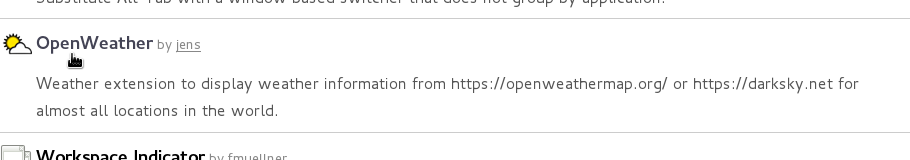 Substitute Alt-Tab with a window based switcher that does not group by application.
OpenWeather by jens
Weather extension to display weather information from https://openweathermap.org/ or https://darksky.net for
almost all locations in the world.
Workspace Indicator by fmuellner